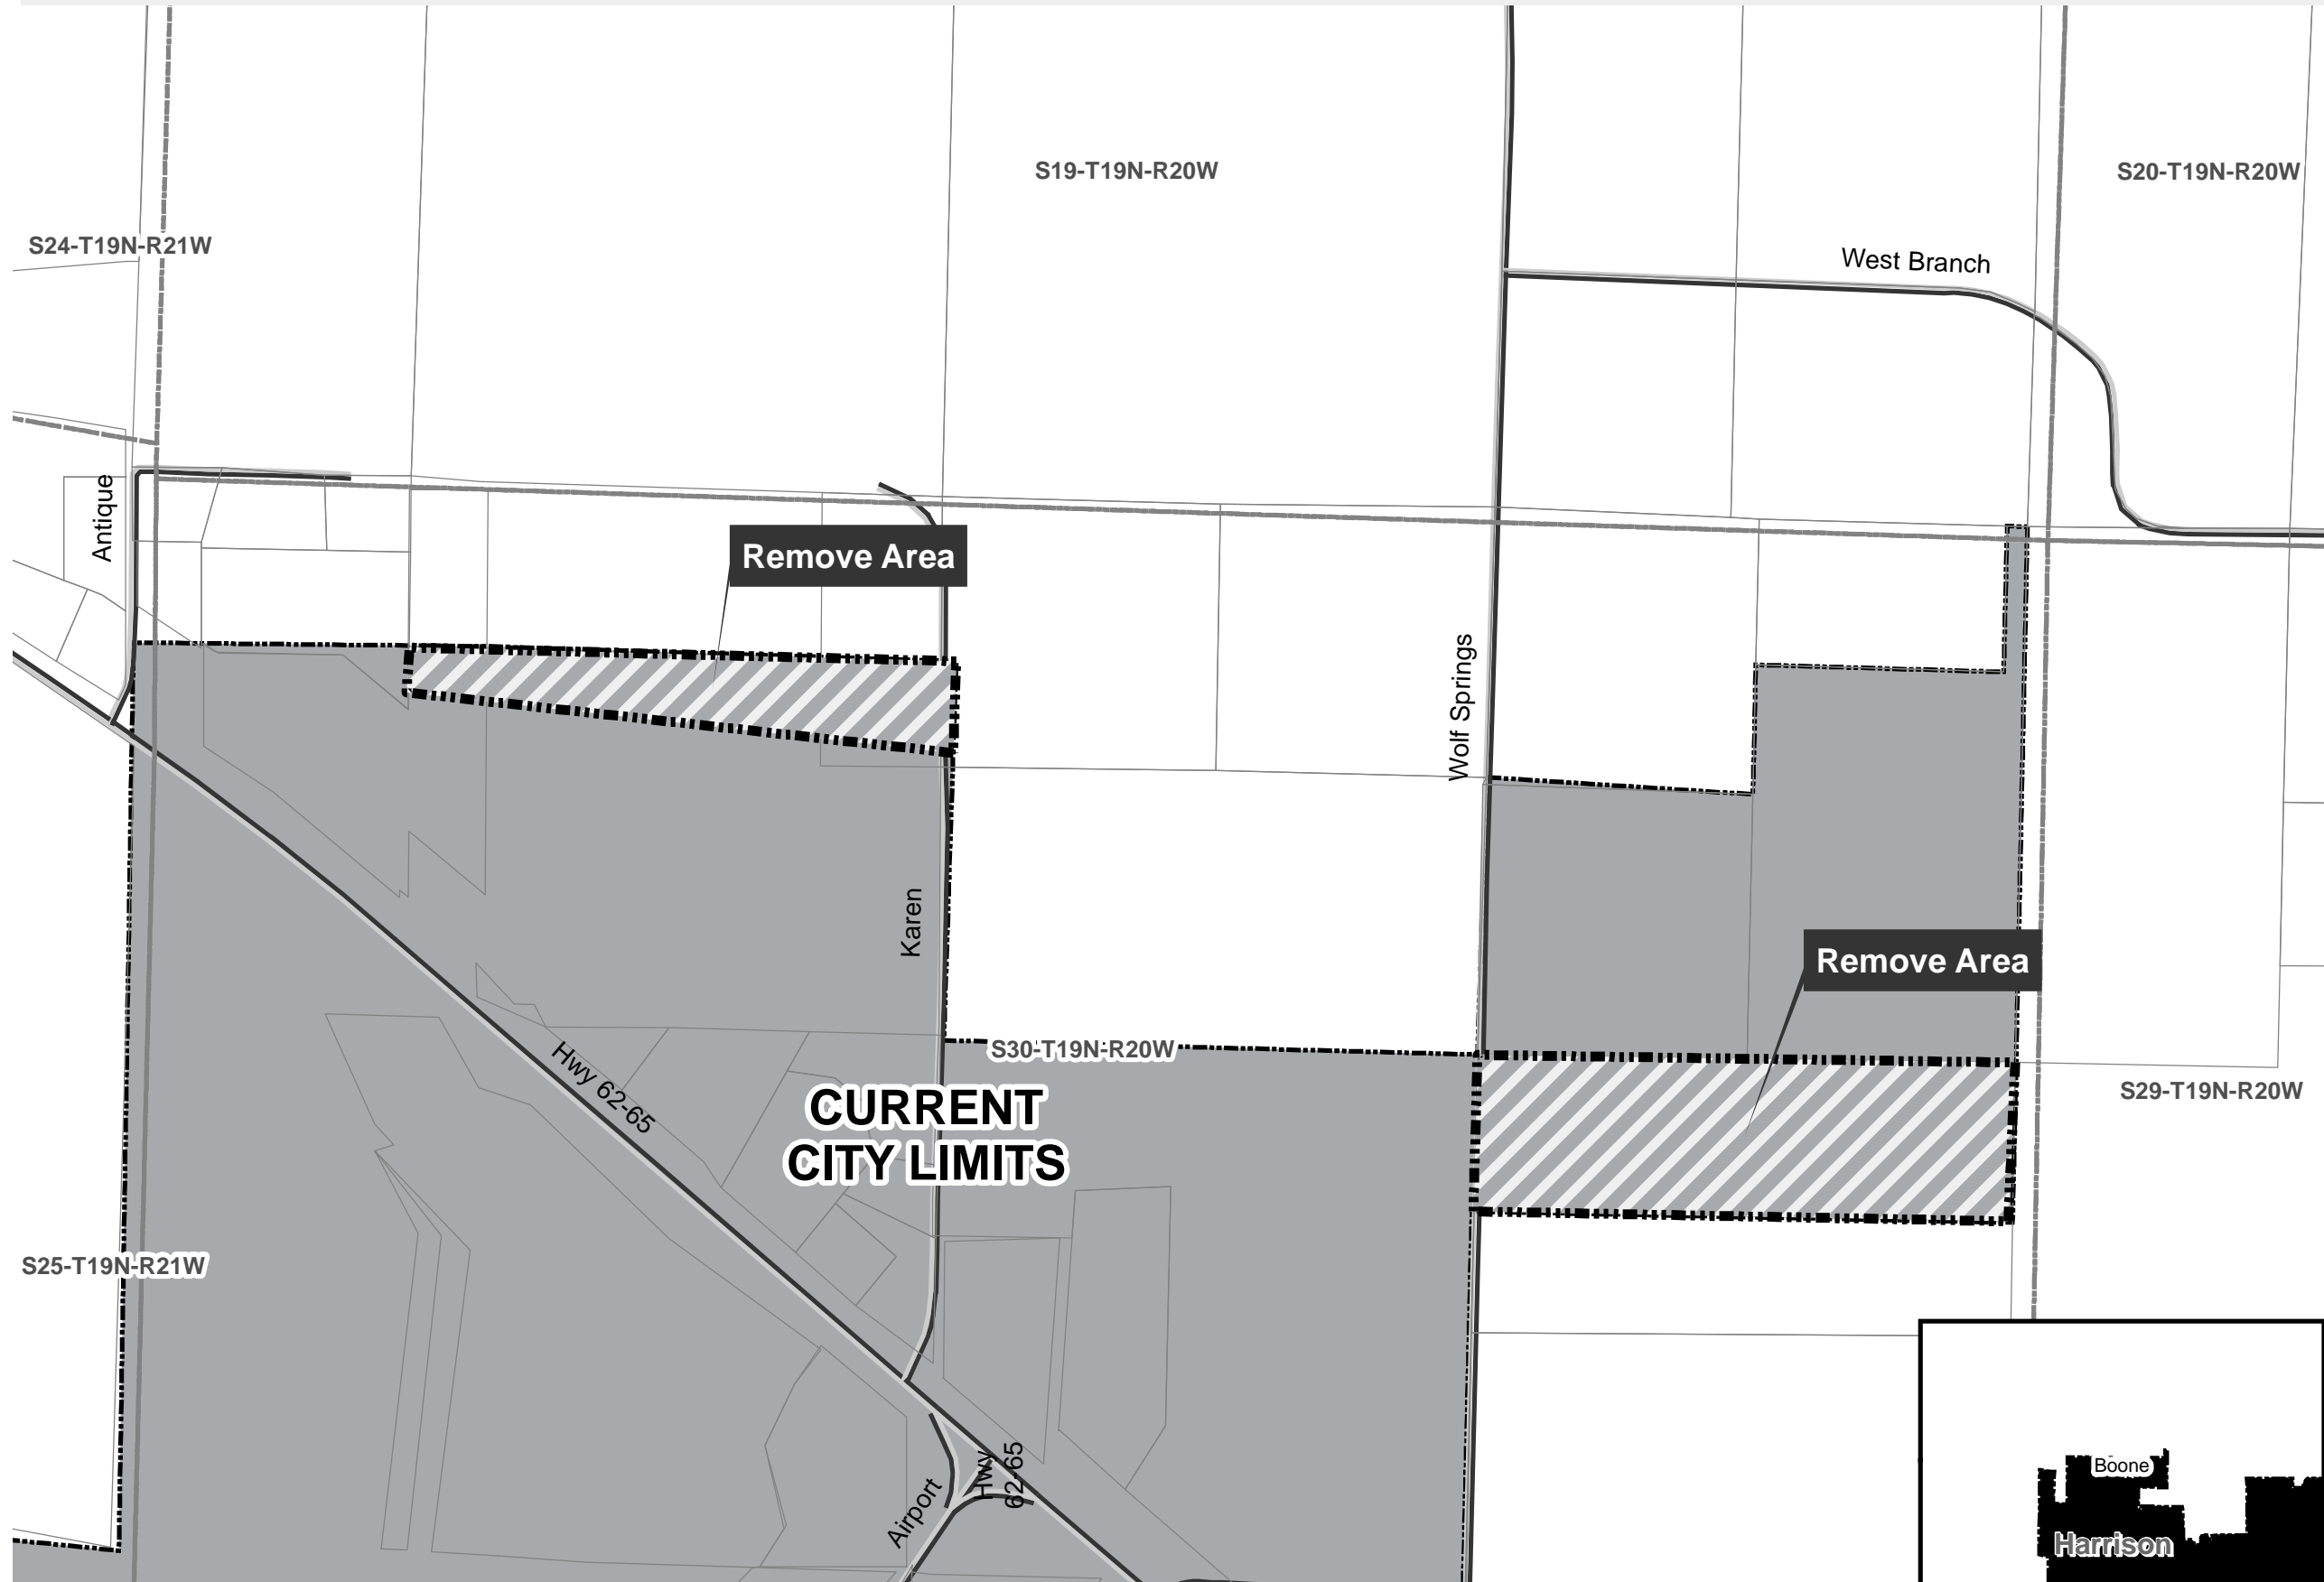 S19-T19N-R20W
S20-T19N-R20W
S24-T19N-R21W
West Branch
Antique
Remove Area
Wolf Springs
Karen
Remove Area
S30-T19N-R20W
Hwy 62-65
CURRENT
CITY LIMITS
S29-T19N-R20W
S25-T19N-R21W
Airport
Hwy
62-65
Boone
Harrison